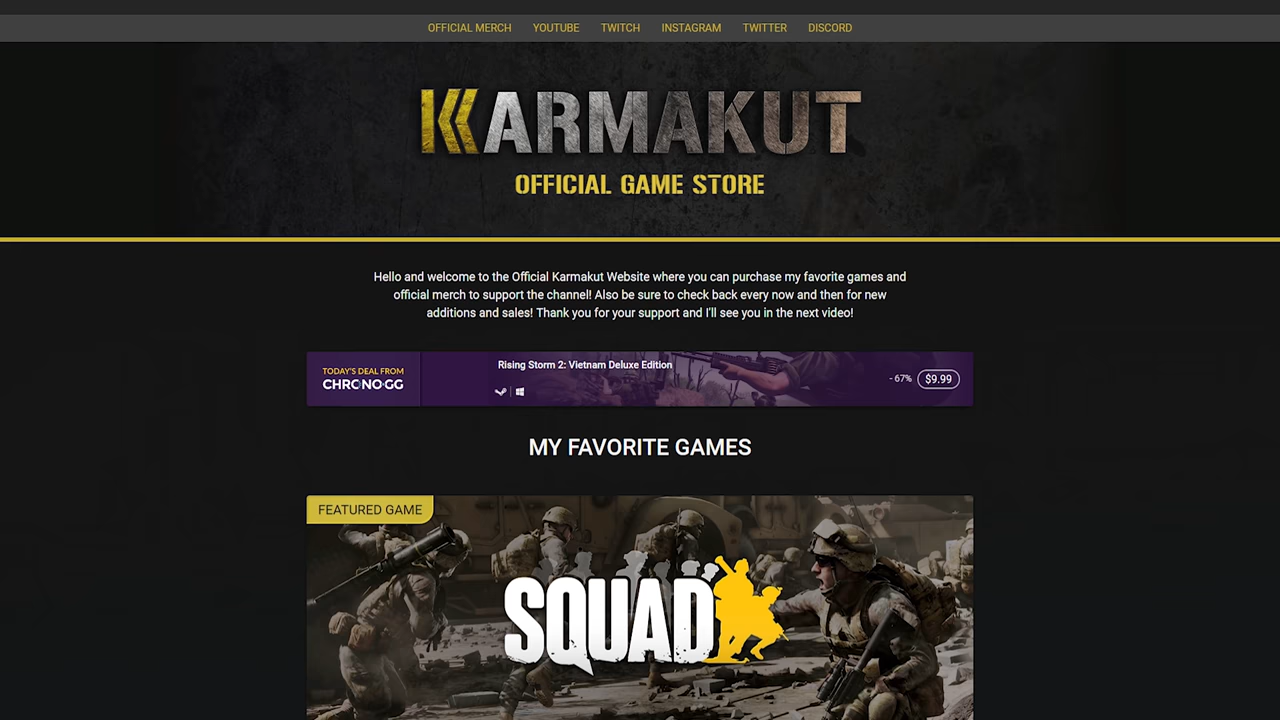 OFFICIAL MERCH YOUTUBE TWITCH INSTAGRAM TWITTER DISCORD
KARMAKUT
OFFICIAL GAME STORE
Hello and welcome to the Official Karmakut Website where you can purchase my favorite games and
official merch to support the channel! Also be sure to check back every now and then for new
additions and sales! Thank you for your support and I'll see you in the next video!
TODAY'S DEAL FROM
CHRONO.GG
Rising Storm 2: Vietnam Deluxe Edition
- 67% $9.99
MY FAVORITE GAMES
FEATURED GAME
SQUAD